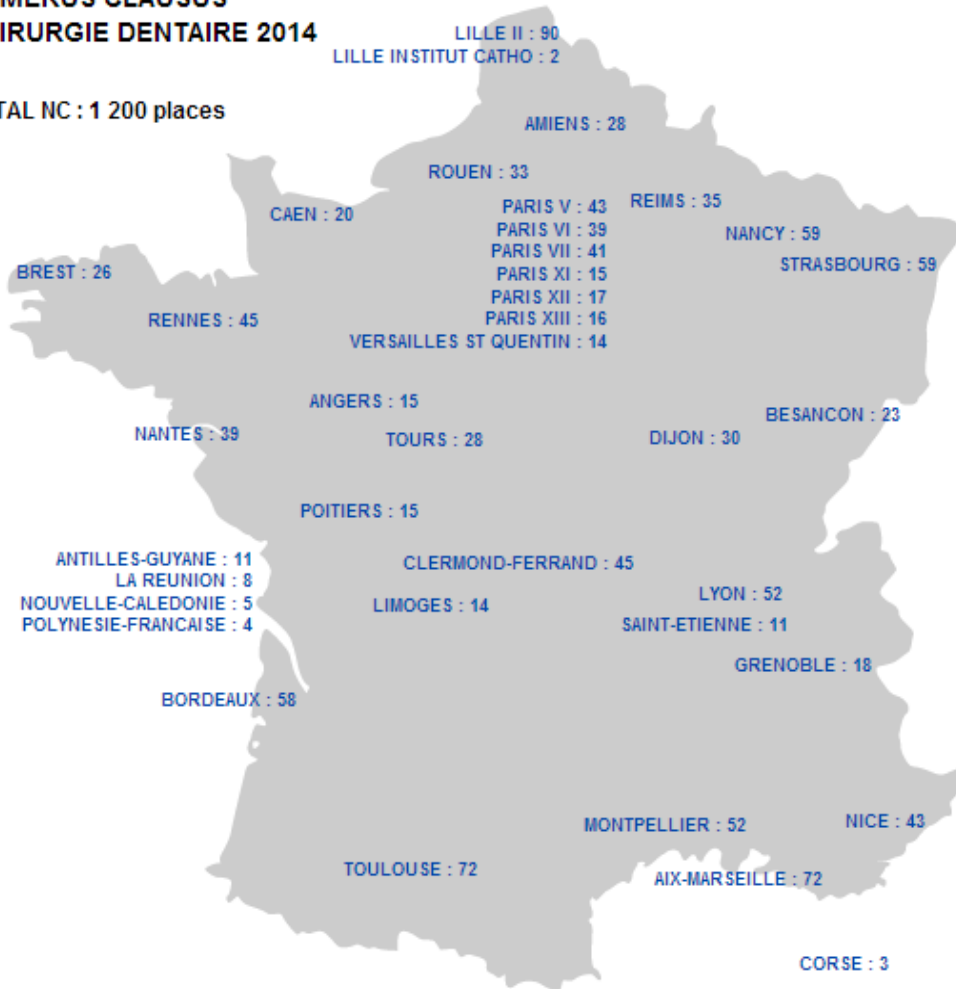 MERUS CLAUSUS
IRURGIE DENTAIRE 2014
TAL NC : 1 200 places
LILLE II : 90
LILLE INSTITUT CATHO : 2
AMIENS : 28
ROUEN : 33
CAEN : 20
PARIS V : 43
PARIS VI : 39
PARIS VII : 41
PARIS XI : 15
PARIS XII : 17
PARIS XIII : 16
VERSAILLES ST QUENTIN : 14
REIMS : 35
NANCY : 59
STRASBOURG : 59
BREST : 26
RENNES : 45
ANGERS : 15
NANTES : 39
TOURS : 28
BESANCON : 23
DIJON : 30
POITIERS : 15
ANTILLES-GUYANE : 11
LA REUNION : 8
NOUVELLE-CALEDONIE : 5
POLYNESIE-FRANCAISE : 4
CLERMOND-FERRAND : 45
LIMOGES : 14
LYON : 52
SAINT-ETIENNE : 11
GRENOBLE : 18
BORDEAUX : 58
MONTPELLIER : 52
NICE : 43
TOULOUSE : 72
AIX-MARSEILLE : 72
CORSE : 3